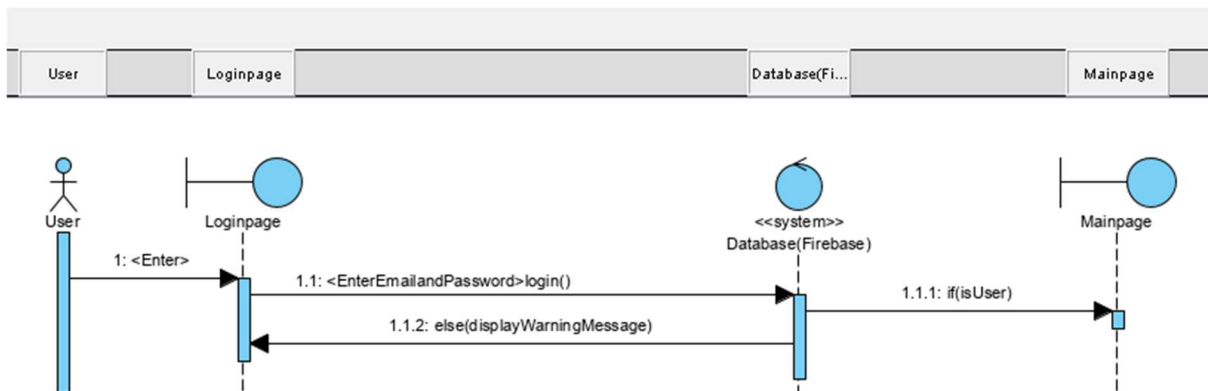 User
Loginpage
Database(Fi...
Mainpage
User
Loginpage
<<system>>
Database(Firebase)
Mainpage
1: <Enter>
1.1: <EnterEmailandPassword>login()
1.1.1: if(isUser)
1.1.2: else(displayWarningMessage)